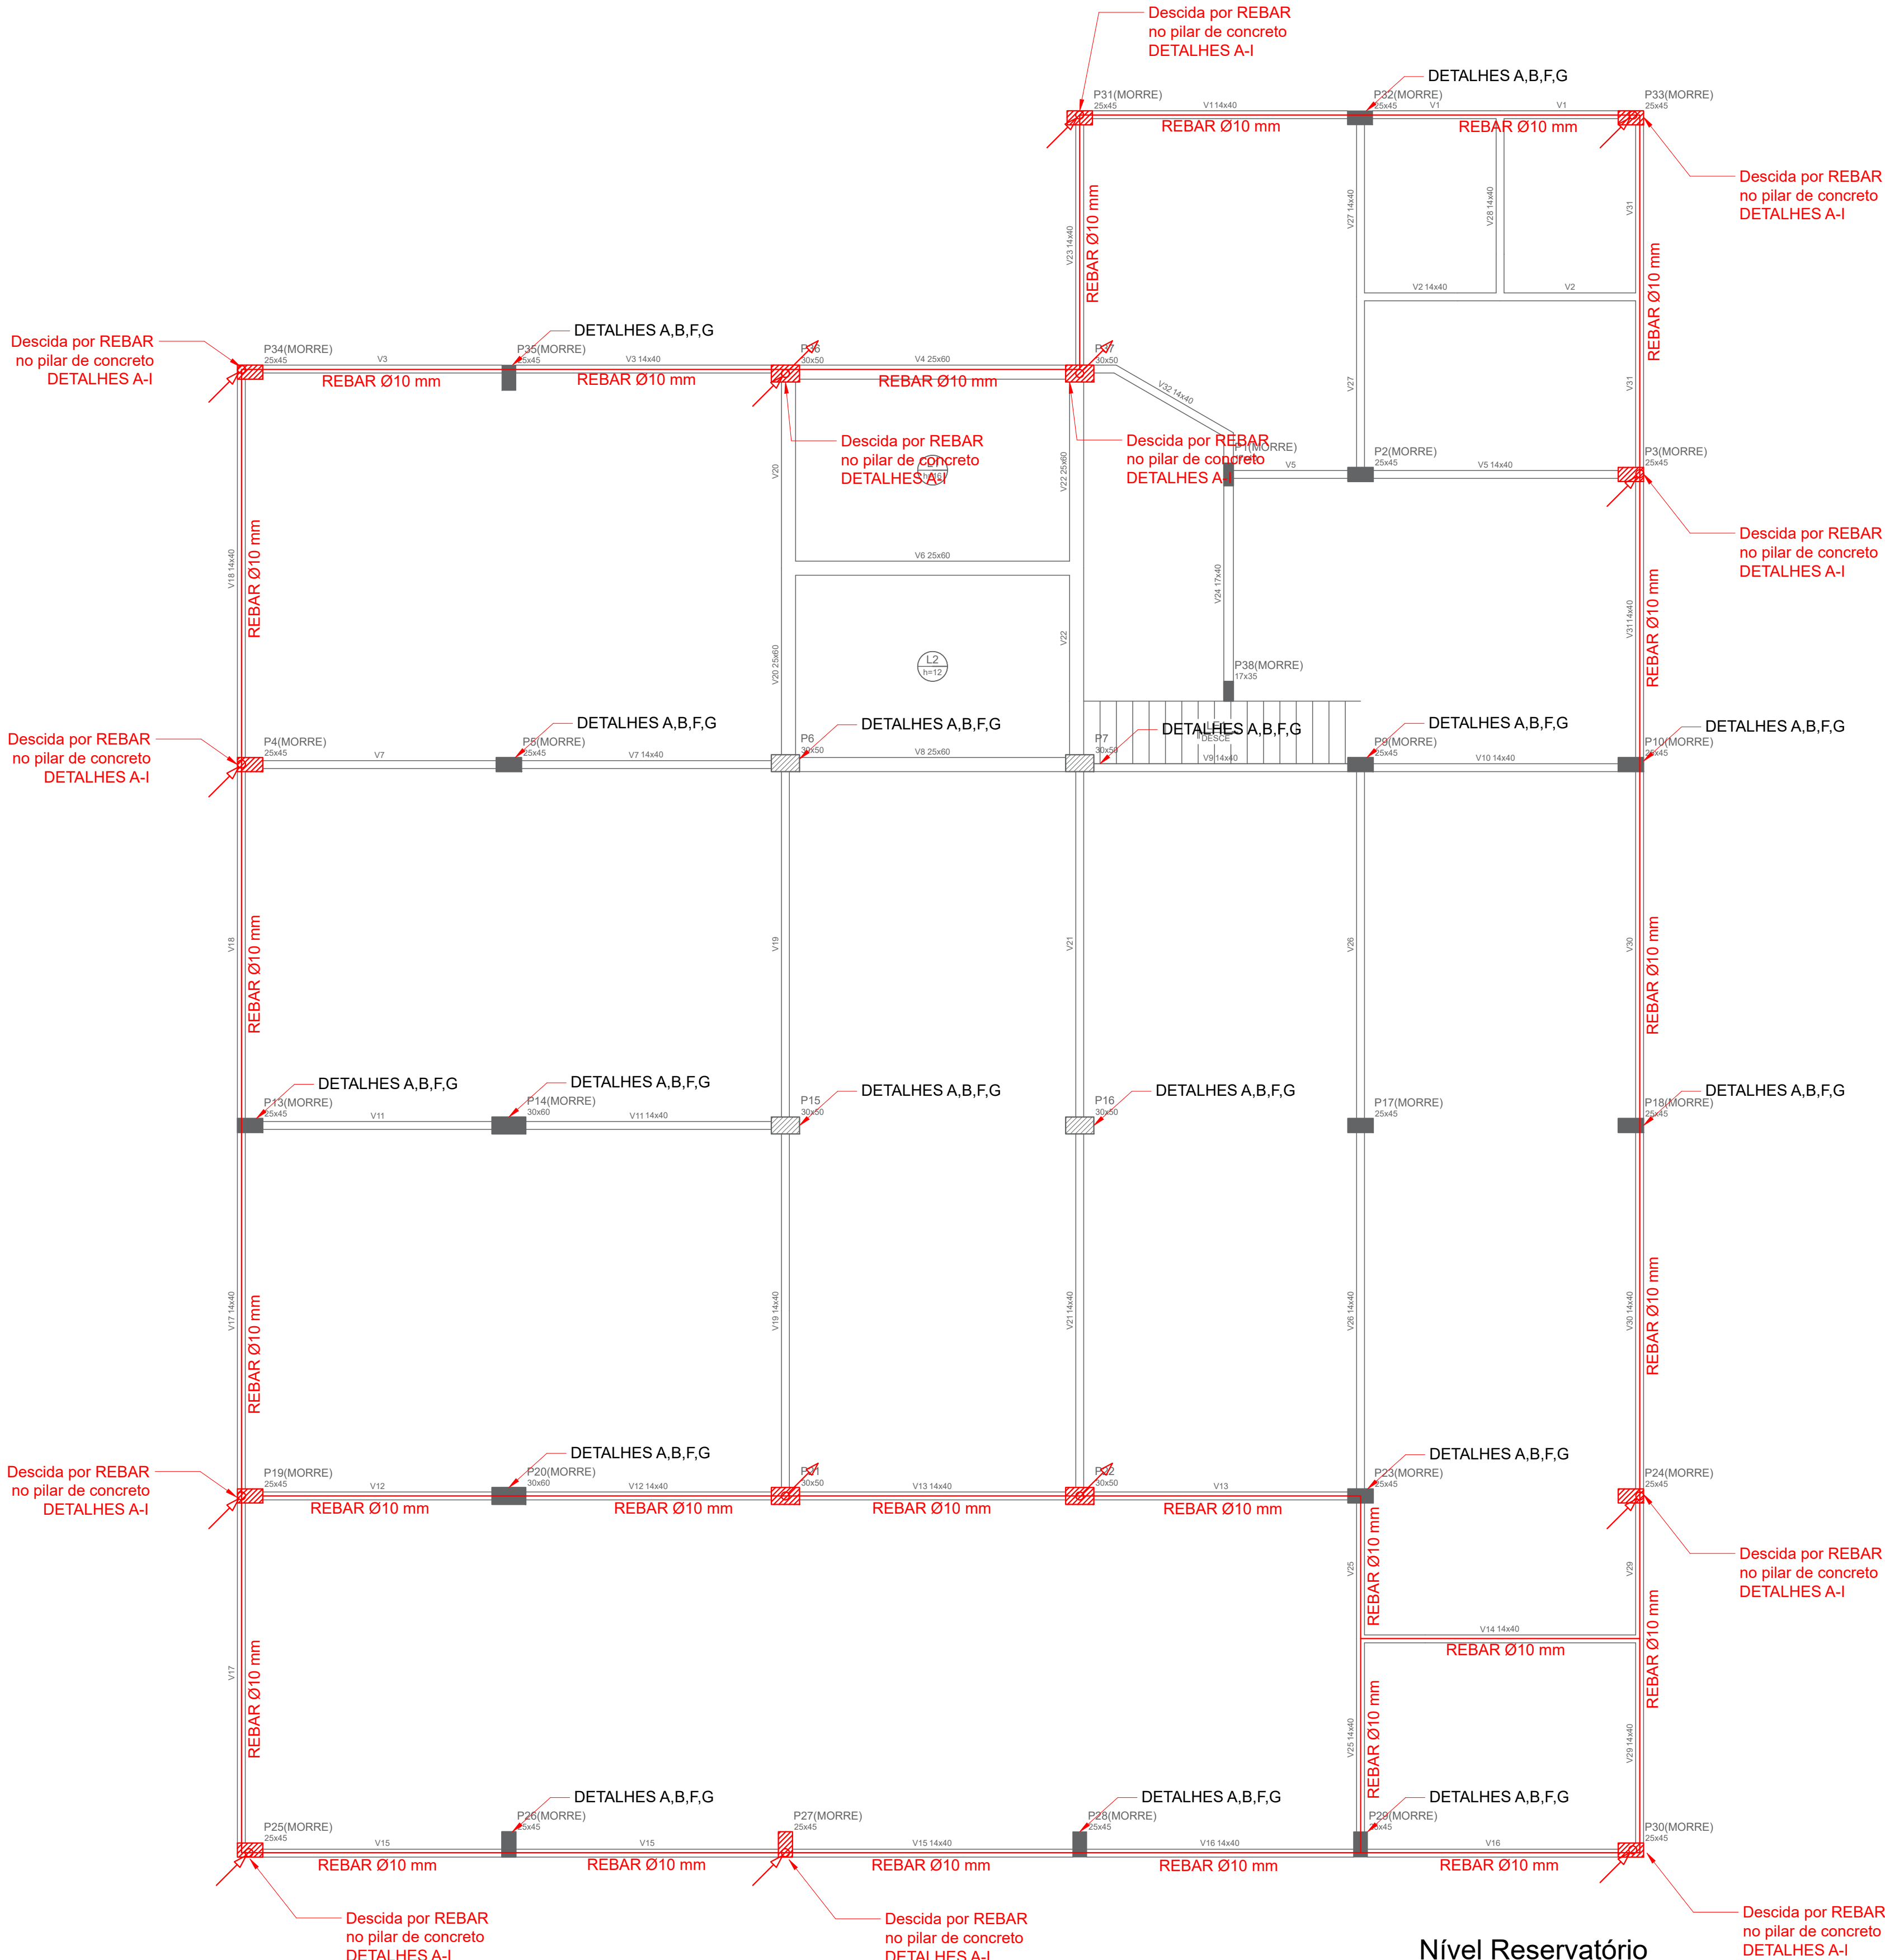 Descida por REBAR
no pilar de concreto
DETALHES A-I
DETALHES A,B,F,G
P31(MORRE)
25x45
V1 14x40
P32(MORRE)
25x45
V1
V1
P33(MORRE)
25x45
REBAR Ø10 mm
REBAR Ø10 mm
Descida por REBAR
no pilar de concreto
DETALHES A-I
V23 14x40
REBAR Ø10 mm
V27 14x40
V28 14x40
V31
REBAR Ø10 mm
V2 14x40
V2
Descida por REBAR
no pilar de concreto
DETALHES A-I
DETALHES A,B,F,G
P34(MORRE)
25x45
V3
P35(MORRE)
25x45
V3 14x40
30x50
V4 25x60
30x50
REBAR Ø10 mm
REBAR Ø10 mm
REBAR Ø10 mm
V32 14x40
V27
V31
Descida por REBAR
no pilar de concreto
DETALHES A-I
Descida por REBAR
no pilar de concreto
DETALHES A-I
V20
V22 25x60
P1(MORRE)
V5
P2(MORRE)
25x45
V5 14x40
P3(MORRE)
25x45
Descida por REBAR
no pilar de concreto
DETALHES A-I
V18 14x40
REBAR Ø10 mm
V6 25x60
V24 17x40
V31 14x40
REBAR Ø10 mm
V20 25x60
V22
L2
h=12
P38(MORRE)
17x35
Descida por REBAR
no pilar de concreto
DETALHES A-I
DETALHES A,B,F,G
DETALHES A,B,F,G
DETALHES A,B,F,G
DETALHES A,B,F,G
DETALHES A,B,F,G
P4(MORRE)
25x45
V7
P5(MORRE)
25x45
V7 14x40
P6
30x50
V8 25x60
P7
30x50
DESCE
V9 14x40
P9(MORRE)
25x45
V10 14x40
P10(MORRE)
25x45
V18
REBAR Ø10 mm
V19
V21
V26
V30
REBAR Ø10 mm
DETALHES A,B,F,G
DETALHES A,B,F,G
DETALHES A,B,F,G
DETALHES A,B,F,G
DETALHES A,B,F,G
P13(MORRE)
25x45
V11
P14(MORRE)
30x60
V11 14x40
P15
30x50
P16
30x50
P17(MORRE)
25x45
P18(MORRE)
25x45
V17 14x40
REBAR Ø10 mm
V19 14x40
V21 14x40
V26 14x40
V30 14x40
REBAR Ø10 mm
Descida por REBAR
no pilar de concreto
DETALHES A-I
DETALHES A,B,F,G
DETALHES A,B,F,G
P19(MORRE)
25x45
V12
P20(MORRE)
30x60
V12 14x40
30x50
V13 14x40
30x50
V13
P23(MORRE)
25x45
P24(MORRE)
25x45
REBAR Ø10 mm
REBAR Ø10 mm
REBAR Ø10 mm
REBAR Ø10 mm
Descida por REBAR
no pilar de concreto
DETALHES A-I
V25
REBAR Ø10 mm
V29
V14 14x40
REBAR Ø10 mm
REBAR Ø10 mm
V17
REBAR Ø10 mm
V25 14x40
REBAR Ø10 mm
V29 14x40
DETALHES A,B,F,G
DETALHES A,B,F,G
DETALHES A,B,F,G
P25(MORRE)
25x45
V15
P26(MORRE)
25x45
V15
P27(MORRE)
25x45
V15 14x40
P28(MORRE)
25x45
V16 14x40
P29(MORRE)
25x45
V16
P30(MORRE)
25x45
REBAR Ø10 mm
REBAR Ø10 mm
REBAR Ø10 mm
REBAR Ø10 mm
REBAR Ø10 mm
Descida por REBAR
no pilar de concreto
DETALHES A-I
Descida por REBAR
no pilar de concreto
DETALHES A-I
Descida por REBAR
no pilar de concreto
DETALHES A-I
Nível Reservatório